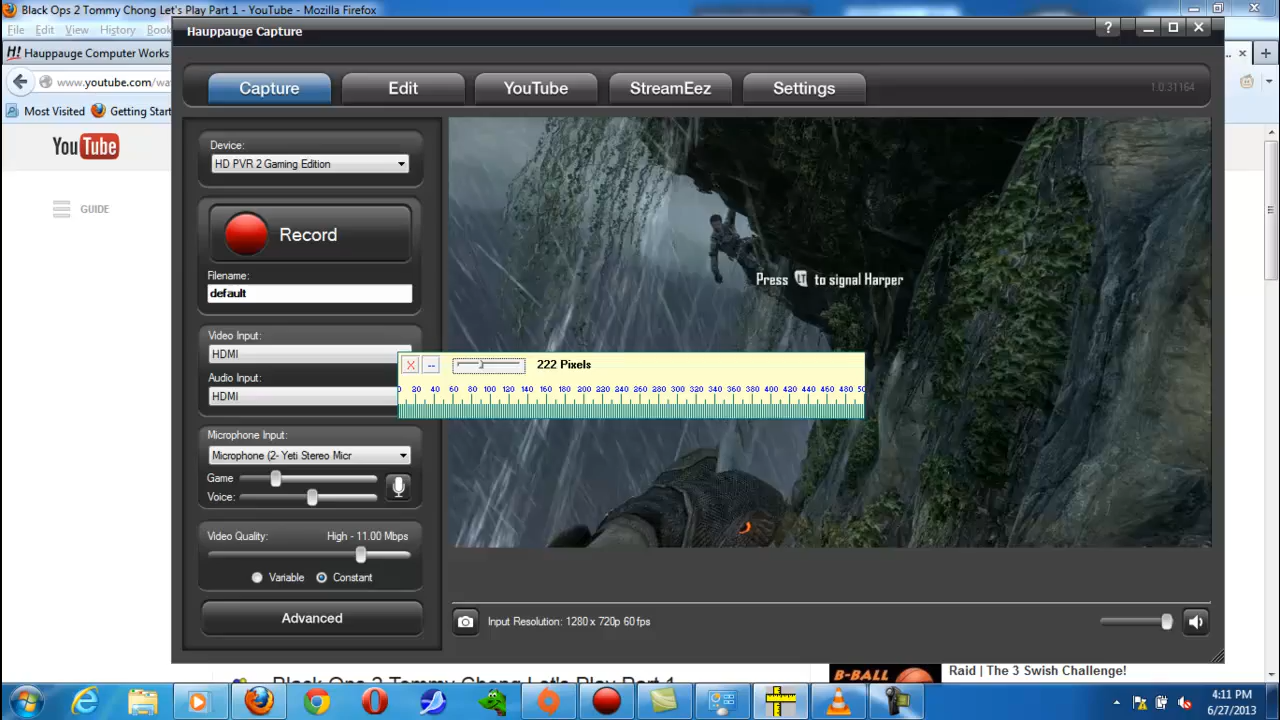 Black Ops 2 Tommy Chong Let's Play Part 1 - YouTube - Mozilla Firefox
File Edit View History Book
Hauppauge Capture
?
H! Hauppauge Computer Works
www.youtube.com/wa
Most Visited Getting Start
Capture Edit YouTube StreamEez Settings 1.0.31164
YouTube
GUIDE
Device:
HD PVR 2 Gaming Edition
Record
Filename:
default
Video Input:
HDMI
Audio Input:
HDMI
Press LT to signal Harper
X -- 222 Pixels
0 20 40 60 80 100 120 140 160 180 200 220 240 260 280 300 320 340 360 380 400 420 440 460 480 50
Microphone Input:
Microphone (2- Yeti Stereo Micr
Game
Voice:
Video Quality: High - 11.00 Mbps
Variable Constant
Advanced
Input Resolution: 1280 x 720p 60 fps
Black Ops 2 Tommy Chong Let's Play Part 1
B-BALL
Raid | The 3 Swish Challenge!
4:11 PM
6/27/2013